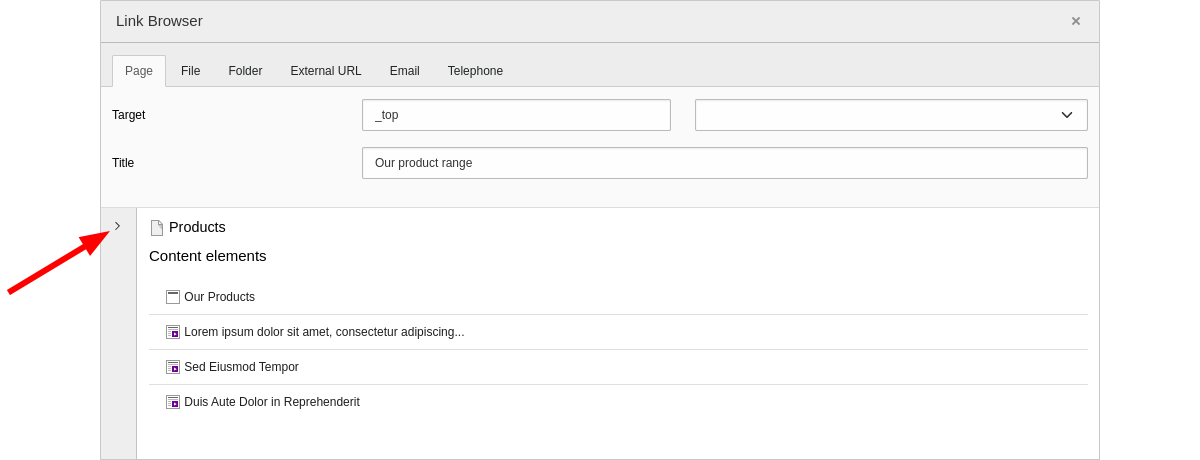 Link Browser ×
Page File Folder External URL Email Telephone
Target _top
Title Our product range
Products
Content elements
Our Products
Lorem ipsum dolor sit amet, consectetur adipiscing...
Sed Eiusmod Tempor
Duis Aute Dolor in Reprehenderit